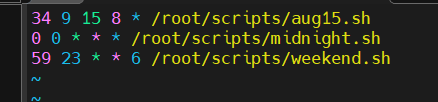 34 9 15 8 * /root/scripts/aug15.sh
0 0 * * * /root/scripts/midnight.sh
59 23 * * 6 /root/scripts/weekend.sh
~
~